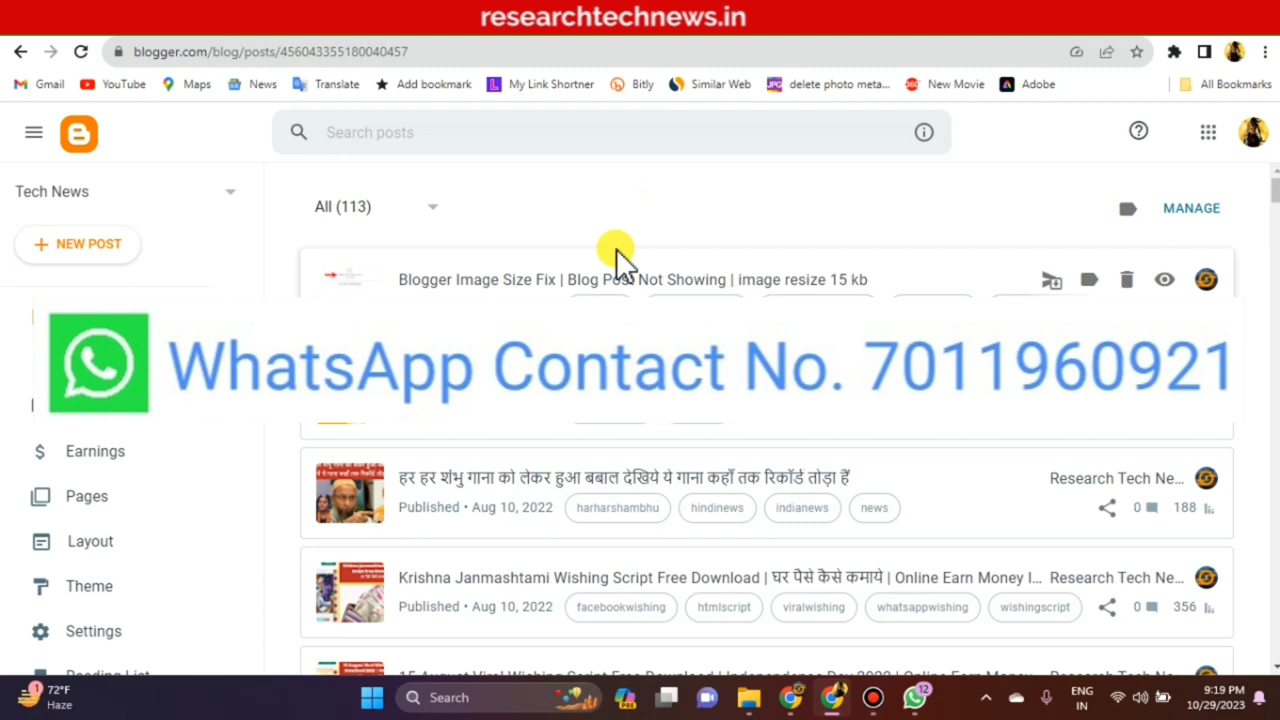 researchtechnews.in
blogger.com/blog/posts/456043355180040457
Gmail YouTube Maps News Translate Add bookmark My Link Shortner Bitly Similar Web delete photo meta... New Movie Adobe All Bookmarks
Search posts
Tech News
All (113)
MANAGE
NEW POST
Blogger Image Size Fix | Blog Post Not Showing | image resize 15 kb
WhatsApp Contact No. 7011960921
Earnings
हर हर शंभु गाना को लेकर हुआ बबाल देखिये ये गाना कहाँ तक रिकॉर्ड तोड़ा हैं
Research Tech Ne...
Published • Aug 10, 2022 harharshambhu hindinews indianews news 0 188
Pages
Layout
Krishna Janmashtami Wishing Script Free Download | घर पैसे कैसे कमाये | Online Earn Money I... Research Tech Ne...
Theme
Published • Aug 10, 2022 facebookwishing htmlscript viralwishing whatsappwishing wishingscript 0 356
Settings
1
72°F
Haze
Search
PRE
12
ENG
IN
9:19 PM
10/29/2023